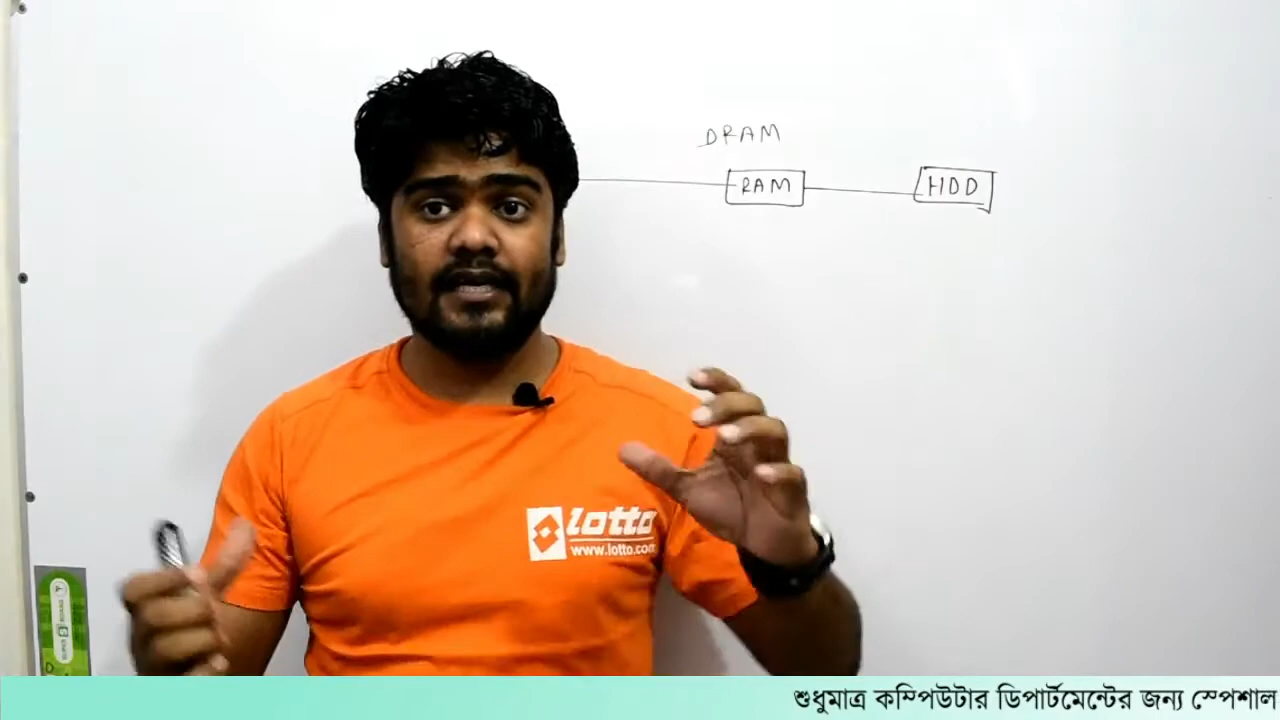 DRAM
RAM
HDD
lotto
www.lotto.com
শুধুমাত্র কম্পিউটার ডিপার্টমেন্টের জন্য স্পেশাল